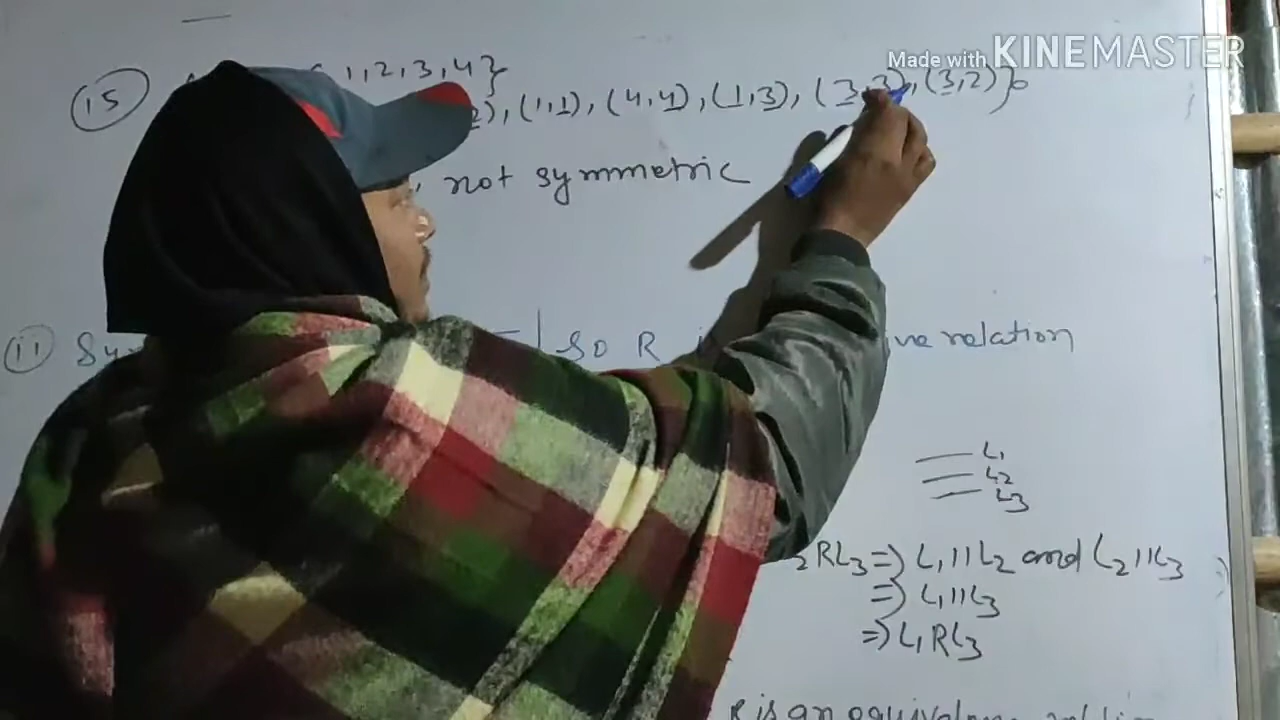 Made with KINEMASTER
(15) 1,2,3,4}
2), (1,1), (4,4), (1,3), (3,3), (3,2)}.
, not symmetric
(11) Sy
So R
relation
L1
L2
L3
2RL3 => L1||L2 and L2||L3
=> L1||L3
=> L1RL3
R is an equivalence